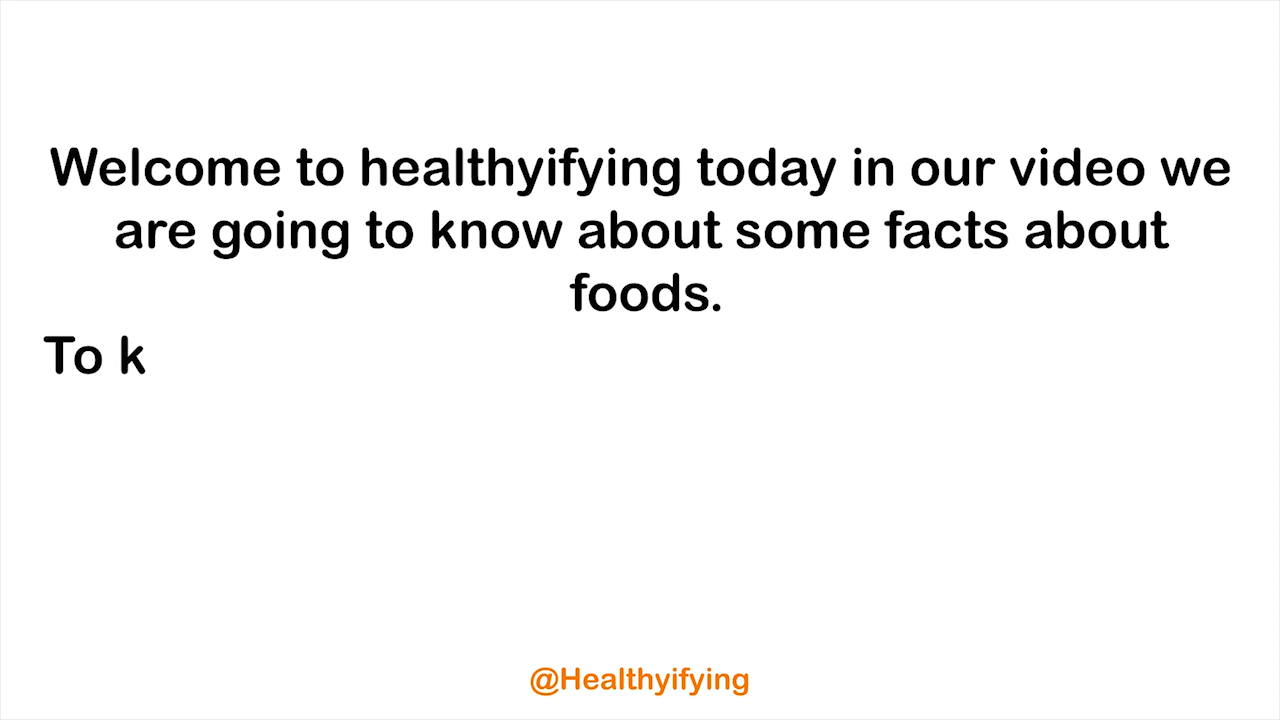 Welcome to healthyifying today in our video we
are going to know about some facts about
foods.
To k
@Healthyifying